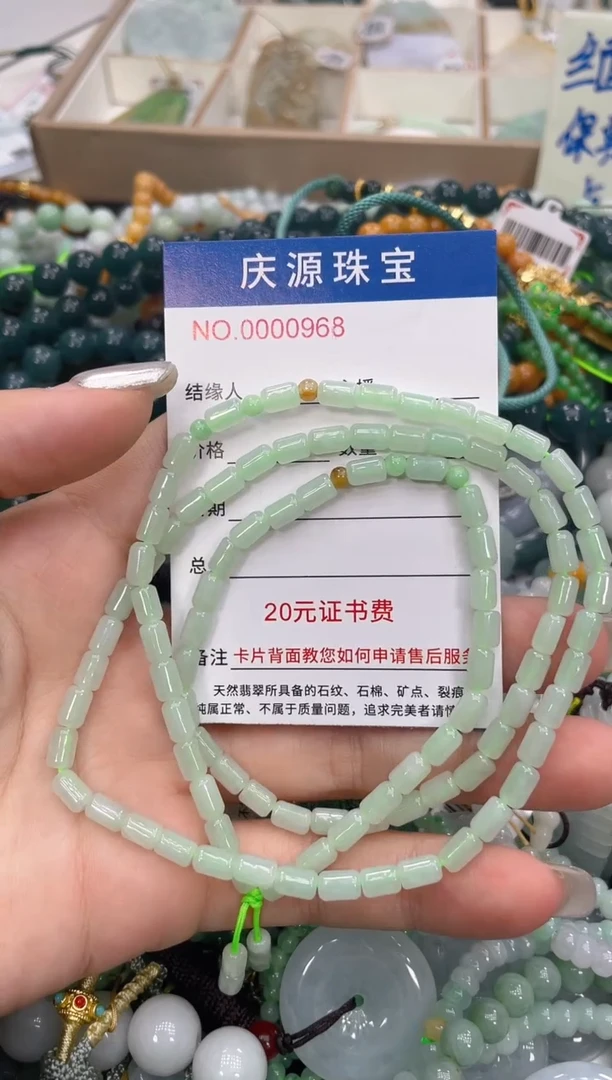 庆源珠宝
NO.0000968
结缘人
价格
期
总
20元证书费
备注 卡片背面教您如何申请售后服务
天然翡翠所具备的石纹、石棉、矿点、裂痕
纯属正常、不属于质量问题，追求完美者请慎
保真